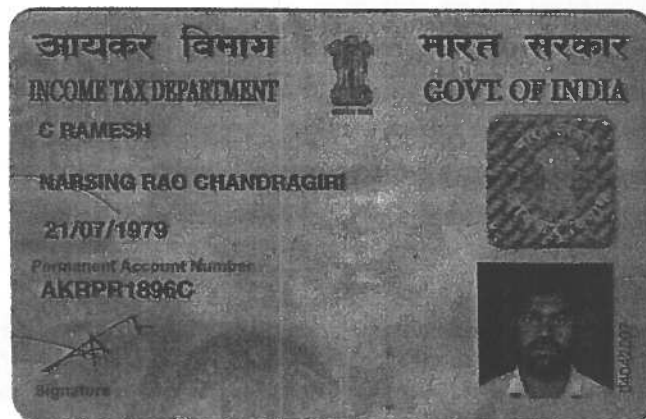 आयकर विभाग
भारत सरकार
INCOME TAX DEPARTMENT
GOVT. OF INDIA
C RAMESH
NARSING RAO CHANDRAGIRI
21/07/1979
Permanent Account Number
AKRPR1896C
Signature